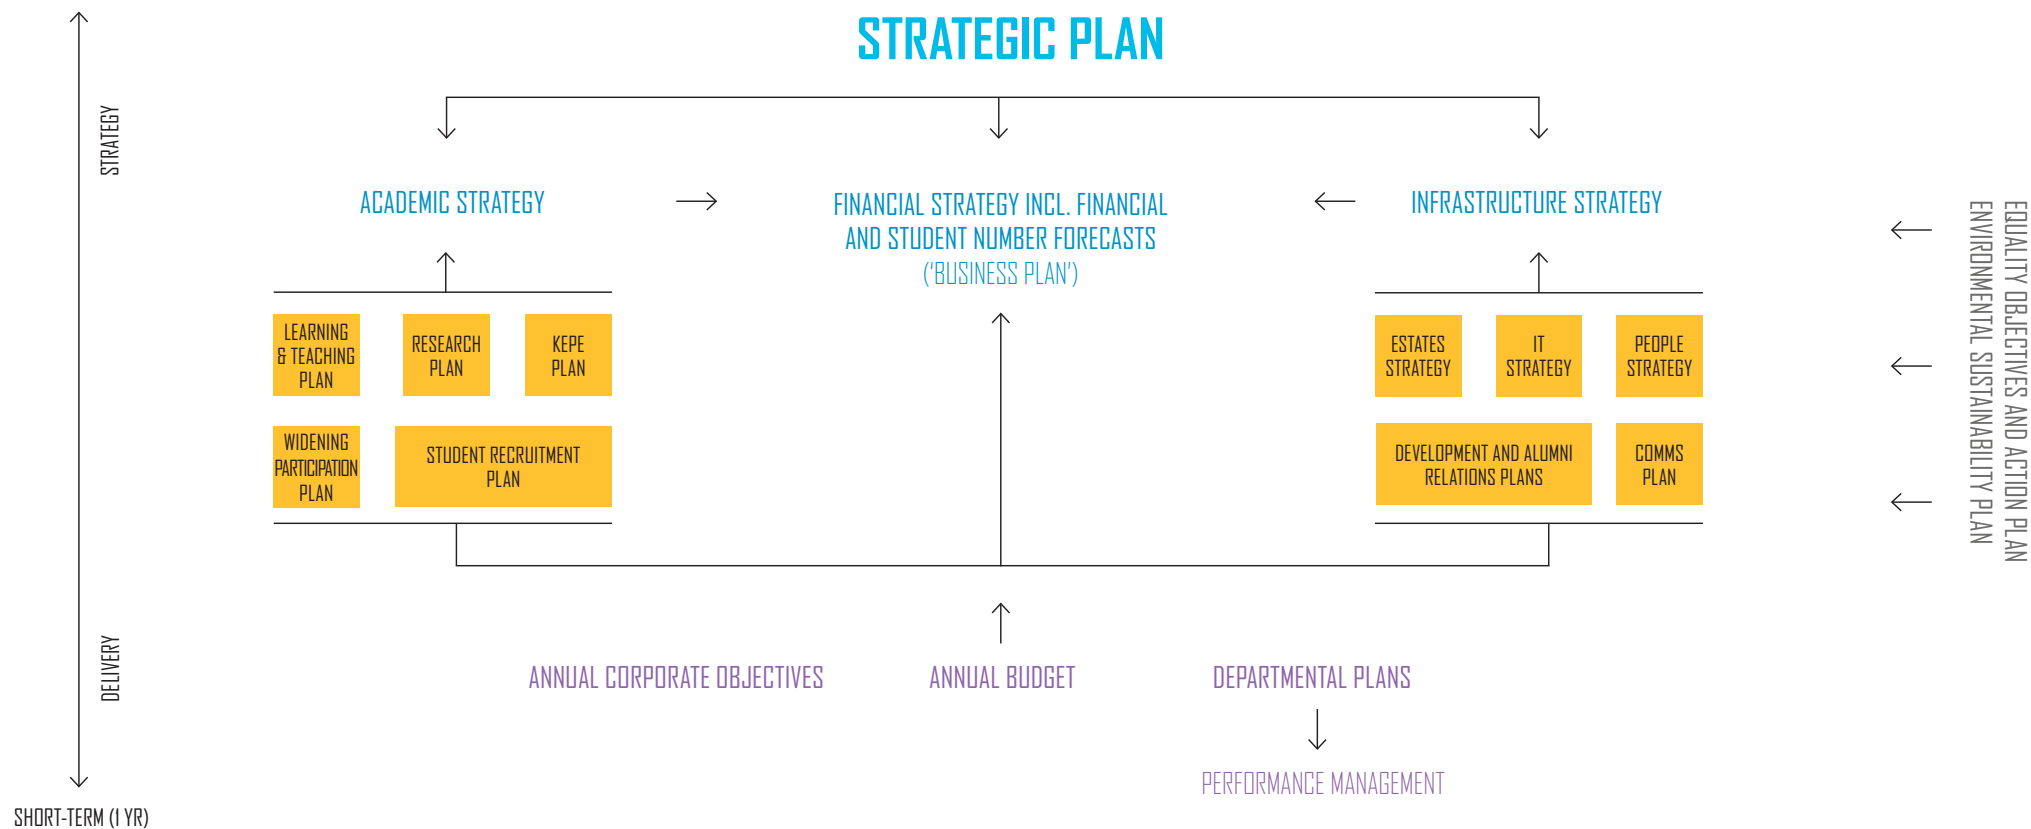 STRATEGIC PLAN
STRATEGY
ACADEMIC STRATEGY
FINANCIAL STRATEGY INCL. FINANCIAL
AND STUDENT NUMBER FORECASTS
('BUSINESS PLAN')
INFRASTRUCTURE STRATEGY
LEARNING
& TEACHING
PLAN
RESEARCH
PLAN
KEPE
PLAN
WIDENING
PARTICIPATION
PLAN
STUDENT RECRUITMENT
PLAN
ESTATES
STRATEGY
IT
STRATEGY
PEOPLE
STRATEGY
DEVELOPMENT AND ALUMNI
RELATIONS PLANS
COMMS
PLAN
EQUALITY OBJECTIVES AND ACTION PLAN
ENVIRONMENTAL SUSTAINABILITY PLAN
DELIVERY
ANNUAL CORPORATE OBJECTIVES
ANNUAL BUDGET
DEPARTMENTAL PLANS
PERFORMANCE MANAGEMENT
SHORT-TERM (1 YR)